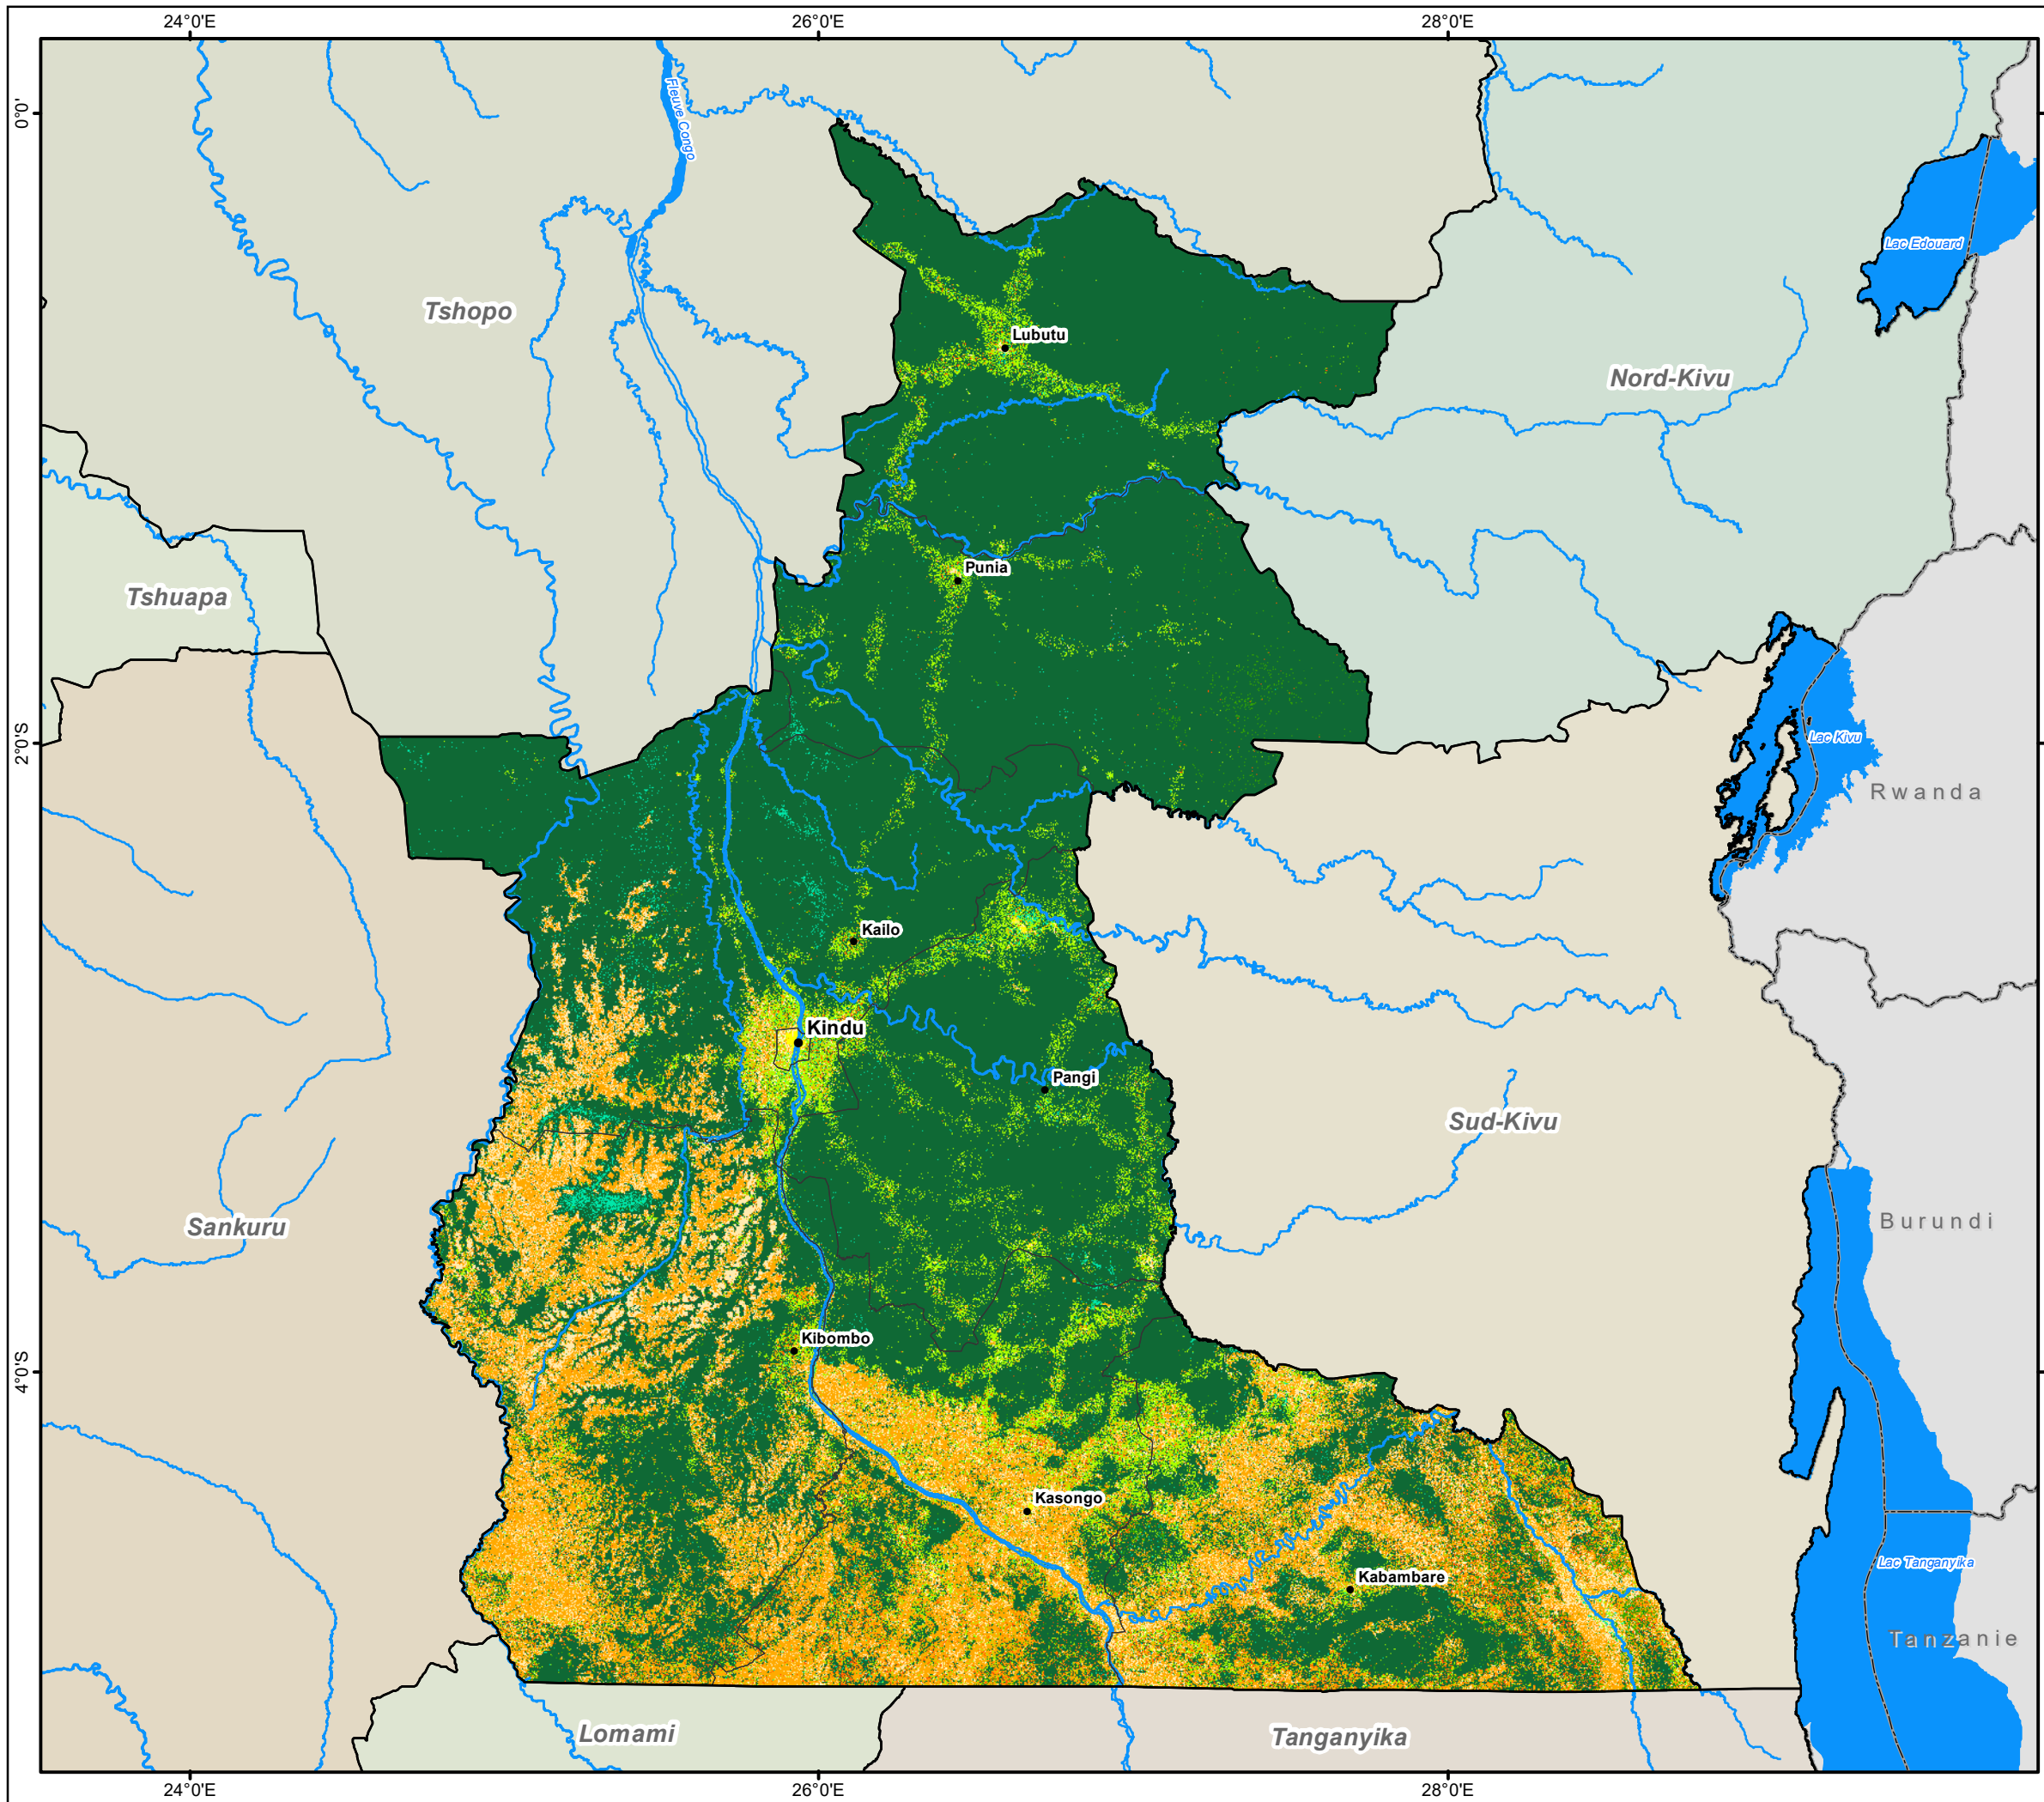 24°0'E
26°0'E
28°0'E
0°0'
Fleuve Congo
Lac Edouard
Tshopo
Lubutu
Nord-Kivu
Punia
Tshuapa
2°0'S
Lac Kivu
Rwanda
Kailo
Kindu
Pangi
Sud-Kivu
Sankuru
Burundi
Kibombo
4°0'S
Kasongo
Lac Tanganyika
Kabambare
Tanzanie
Lomami
Tanganyika
24°0'E
26°0'E
28°0'E